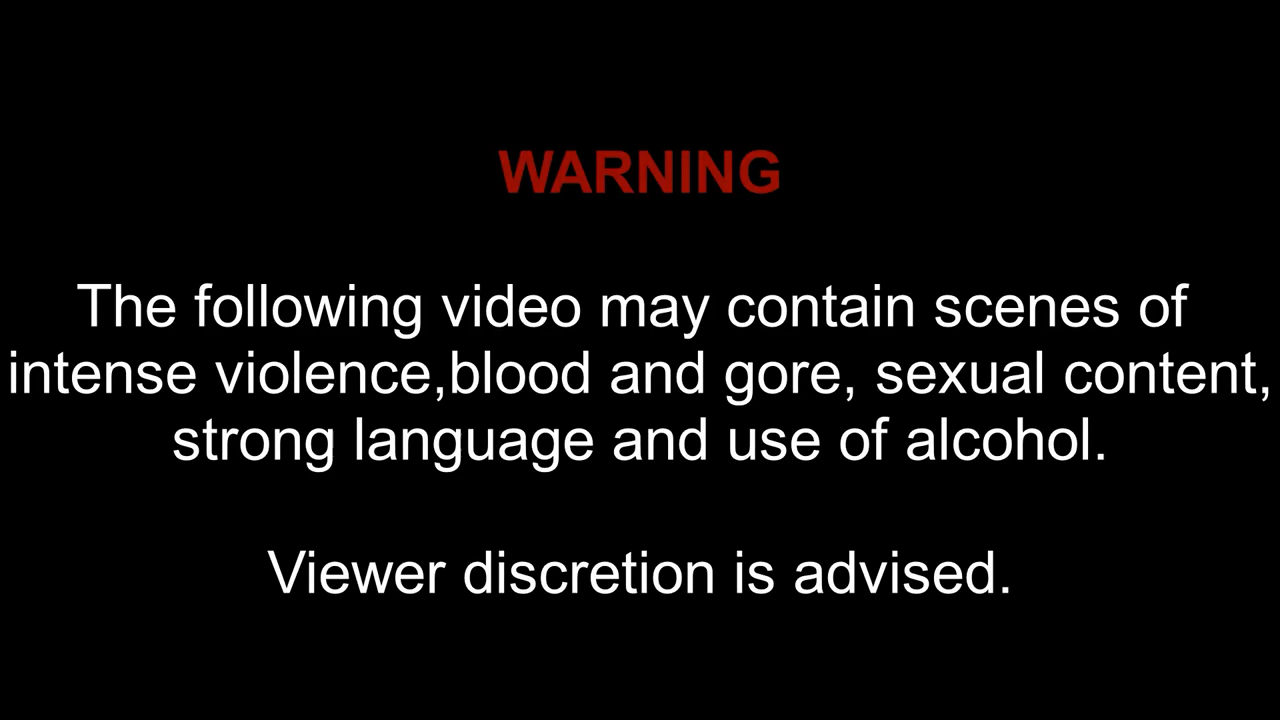 WARNING
The following video may contain scenes of
intense violence,blood and gore, sexual content,
strong language and use of alcohol.
Viewer discretion is advised.